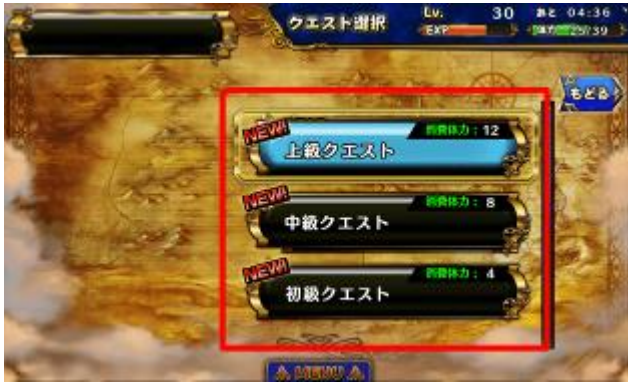 クエスト選択
Lv. 30
EXP
あと 04:36
体力 25/39
もどる
NEW!
消費体力:12
上級クエスト
NEW!
消費体力:8
中級クエスト
NEW!
消費体力:4
初級クエスト
MENU